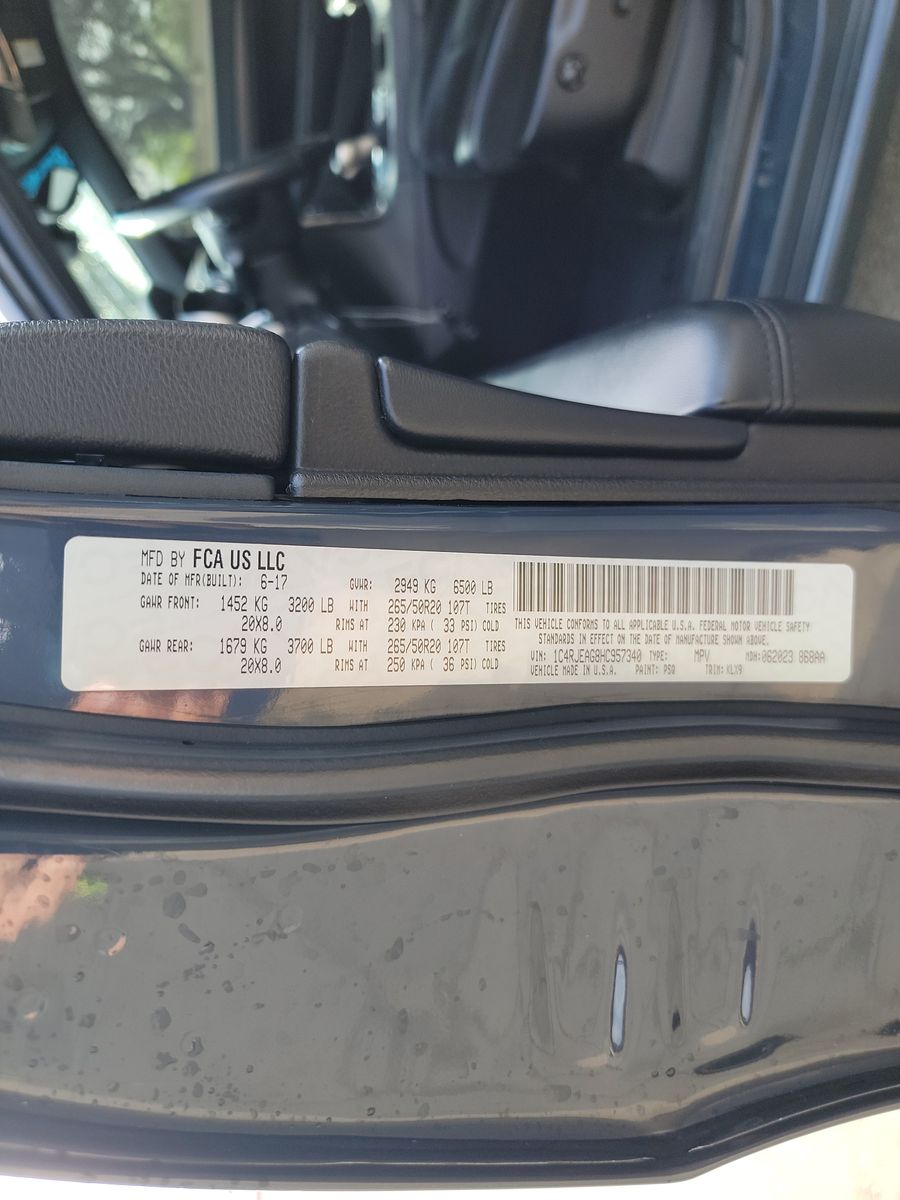 MFD BY FCA US LLC
DATE OF MFR(BUILT): 6-17 GVWR: 2949 KG 6500 LB
GAWR FRONT: 1452 KG 3200 LB WITH 265/50R20 107T TIRES
20X8.0 RIMS AT 230 KPA ( 33 PSI) COLD
GAWR REAR: 1679 KG 3700 LB WITH 265/50R20 107T TIRES
20X8.0 RIMS AT 250 KPA ( 36 PSI) COLD
THIS VEHICLE CONFORMS TO ALL APPLICABLE U.S.A. FEDERAL MOTOR VEHICLE SAFETY
STANDARDS IN EFFECT ON THE DATE OF MANUFACTURE SHOWN ABOVE.
VIN: 1C4RJEAG8HC957340 TYPE: MPV MDH: 062023 868AA
VEHICLE MADE IN U.S.A. PAINT: PSQ TRIM: KLX9